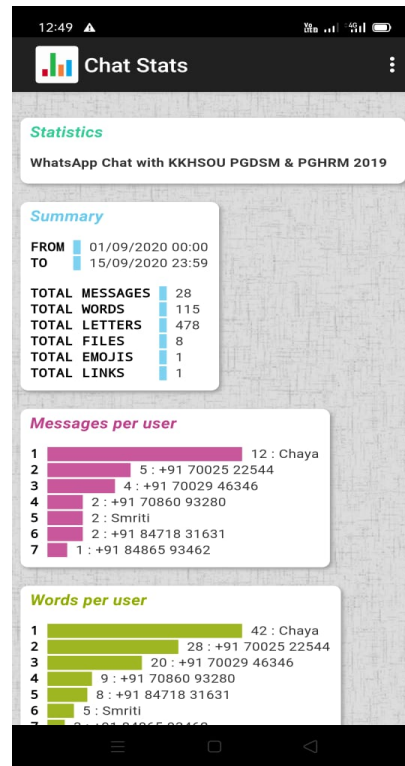 12:49
Vo LTE 4G
Chat Stats
Statistics
WhatsApp Chat with KKHSOU PGDSM & PGHRM 2019
Summary
FROM 01/09/2020 00:00
TO 15/09/2020 23:59
TOTAL MESSAGES 28
TOTAL WORDS 115
TOTAL LETTERS 478
TOTAL FILES 8
TOTAL EMOJIS 1
TOTAL LINKS 1
Messages per user
1 12 : Chaya
2 5 : +91 70025 22544
3 4 : +91 70029 46346
4 2 : +91 70860 93280
5 2 : Smriti
6 2 : +91 84718 31631
7 1 : +91 84865 93462
Words per user
1 42 : Chaya
2 28 : +91 70025 22544
3 20 : +91 70029 46346
4 9 : +91 70860 93280
5 8 : +91 84718 31631
6 5 : Smriti